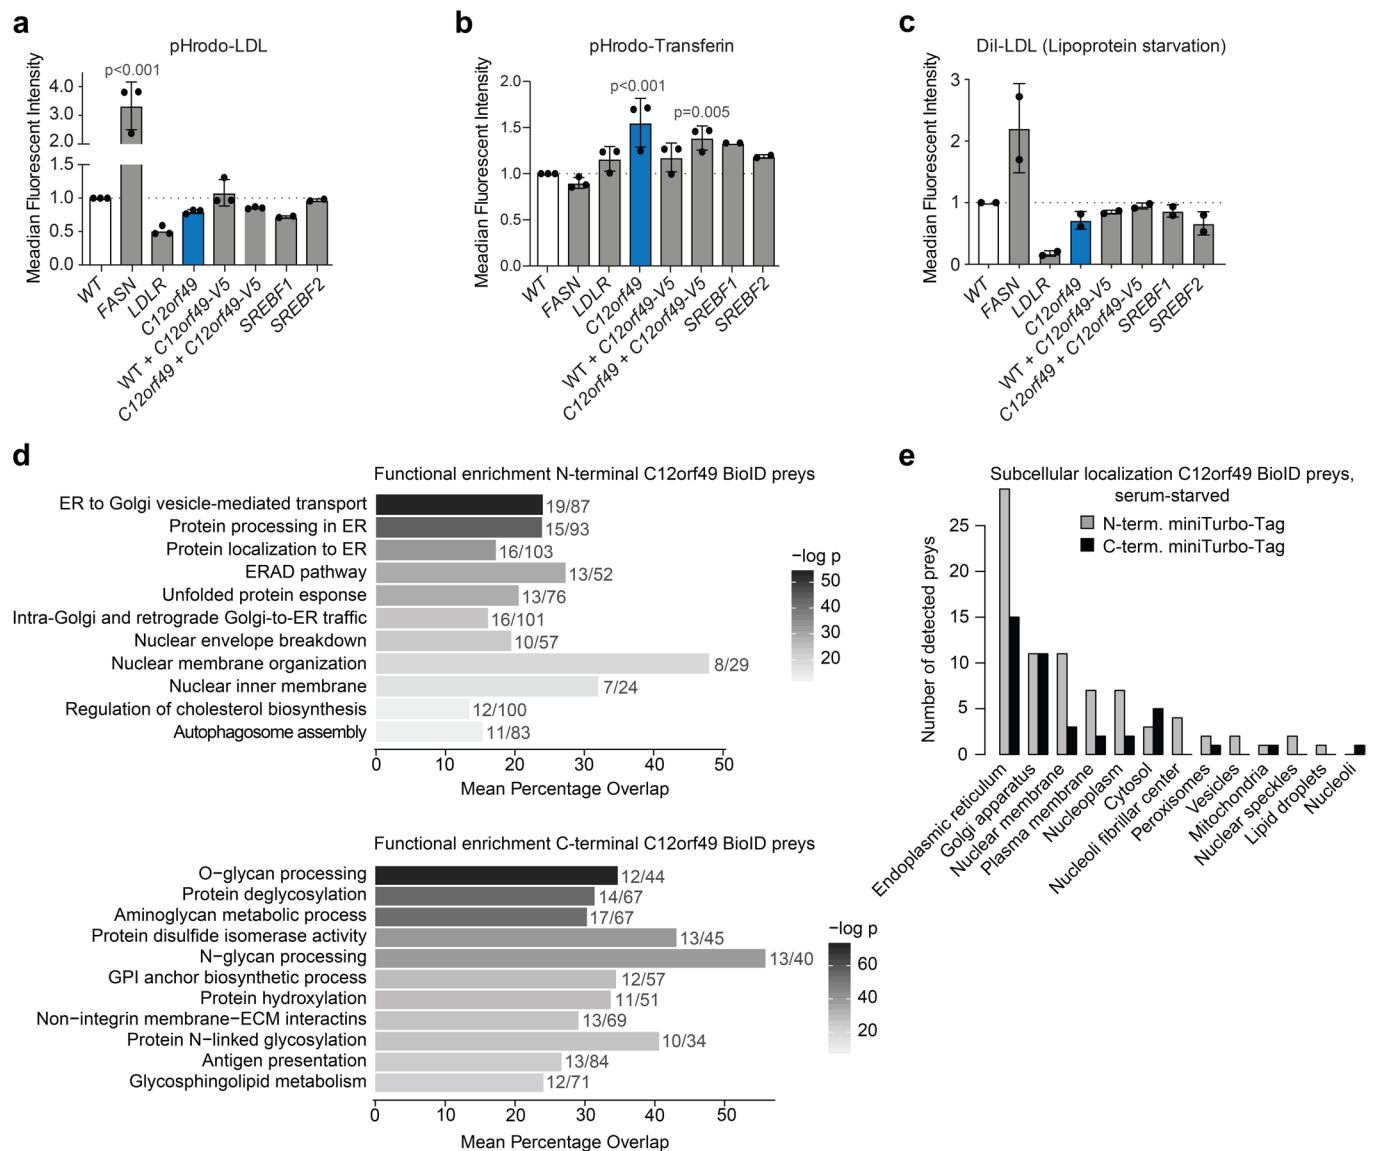 a
pHrodo-LDL
Meadian Fluorescent Intensity
4.0
3.0
2.0
1.5
1.0
0.5
0.0
p<0.001
WT
FASN
LDLR
C12orf49
WT + C12orf49-V5
C12orf49 + C12orf49-V5
SREBF1
SREBF2
b
pHrodo-Transferin
Median Fluorescent Intensity
2.0
1.5
1.0
0.5
0.0
p<0.001
p=0.005
WT
FASN
LDLR
C12orf49
WT + C12orf49-V5
C12orf49 + C12orf49-V5
SREBF1
SREBF2
c
Dil-LDL (Lipoprotein starvation)
Meadian Fluorescent Intensity
3
2
1
0
WT
FASN
LDLR
C12orf49
WT + C12orf49-V5
C12orf49 + C12orf49-V5
SREBF1
SREBF2
d
Functional enrichment N-terminal C12orf49 BioID preys
ER to Golgi vesicle-mediated transport 19/87
Protein processing in ER 15/93
Protein localization to ER 16/103
ERAD pathway 13/52
Unfolded protein esponse 13/76
Intra-Golgi and retrograde Golgi-to-ER traffic 16/101
Nuclear envelope breakdown 10/57
Nuclear membrane organization 8/29
Nuclear inner membrane 7/24
Regulation of cholesterol biosynthesis 12/100
Autophagosome assembly 11/83
0 10 20 30 40 50
Mean Percentage Overlap
−log p
50
40
30
20
Functional enrichment C-terminal C12orf49 BioID preys
O−glycan processing 12/44
Protein deglycosylation 14/67
Aminoglycan metabolic process 17/67
Protein disulfide isomerase activity 13/45
N−glycan processing 13/40
GPI anchor biosynthetic process 12/57
Protein hydroxylation 11/51
Non−integrin membrane−ECM interactins 13/69
Protein N−linked glycosylation 10/34
Antigen presentation 13/84
Glycosphingolipid metabolism 12/71
0 10 20 30 40 50
Mean Percentage Overlap
−log p
60
40
20
e
Subcellular localization C12orf49 BioID preys,
serum-starved
N-term. miniTurbo-Tag
C-term. miniTurbo-Tag
Number of detected preys
25
20
15
10
5
0
Endoplasmic reticulum
Golgi apparatus
Nuclear membrane
Plasma membrane
Nucleoplasm
Cytosol
Nucleoli fibrillar center
Peroxisomes
Vesicles
Mitochondria
Nuclear speckles
Lipid droplets
Nucleoli